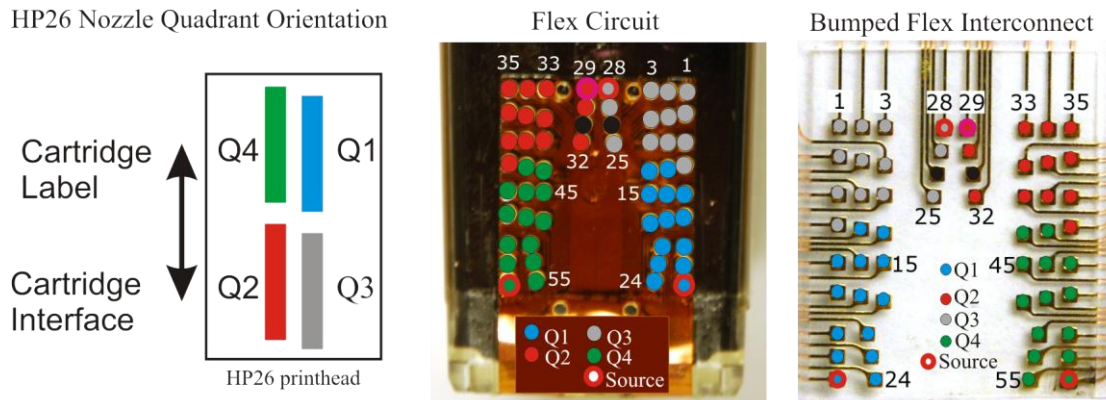 HP26 Nozzle Quadrant Orientation
Cartridge
Label
Cartridge
Interface
Q4
Q1
Q2
Q3
HP26 printhead
Flex Circuit
35 33 29 28 3 1
32 25
45 15
55 24
Q1 Q3
Q2 Q4
Source
Bumped Flex Interconnect
1 3 28 29 33 35
25 32
15 45
Q1
Q2
Q3
Q4
Source
24 55